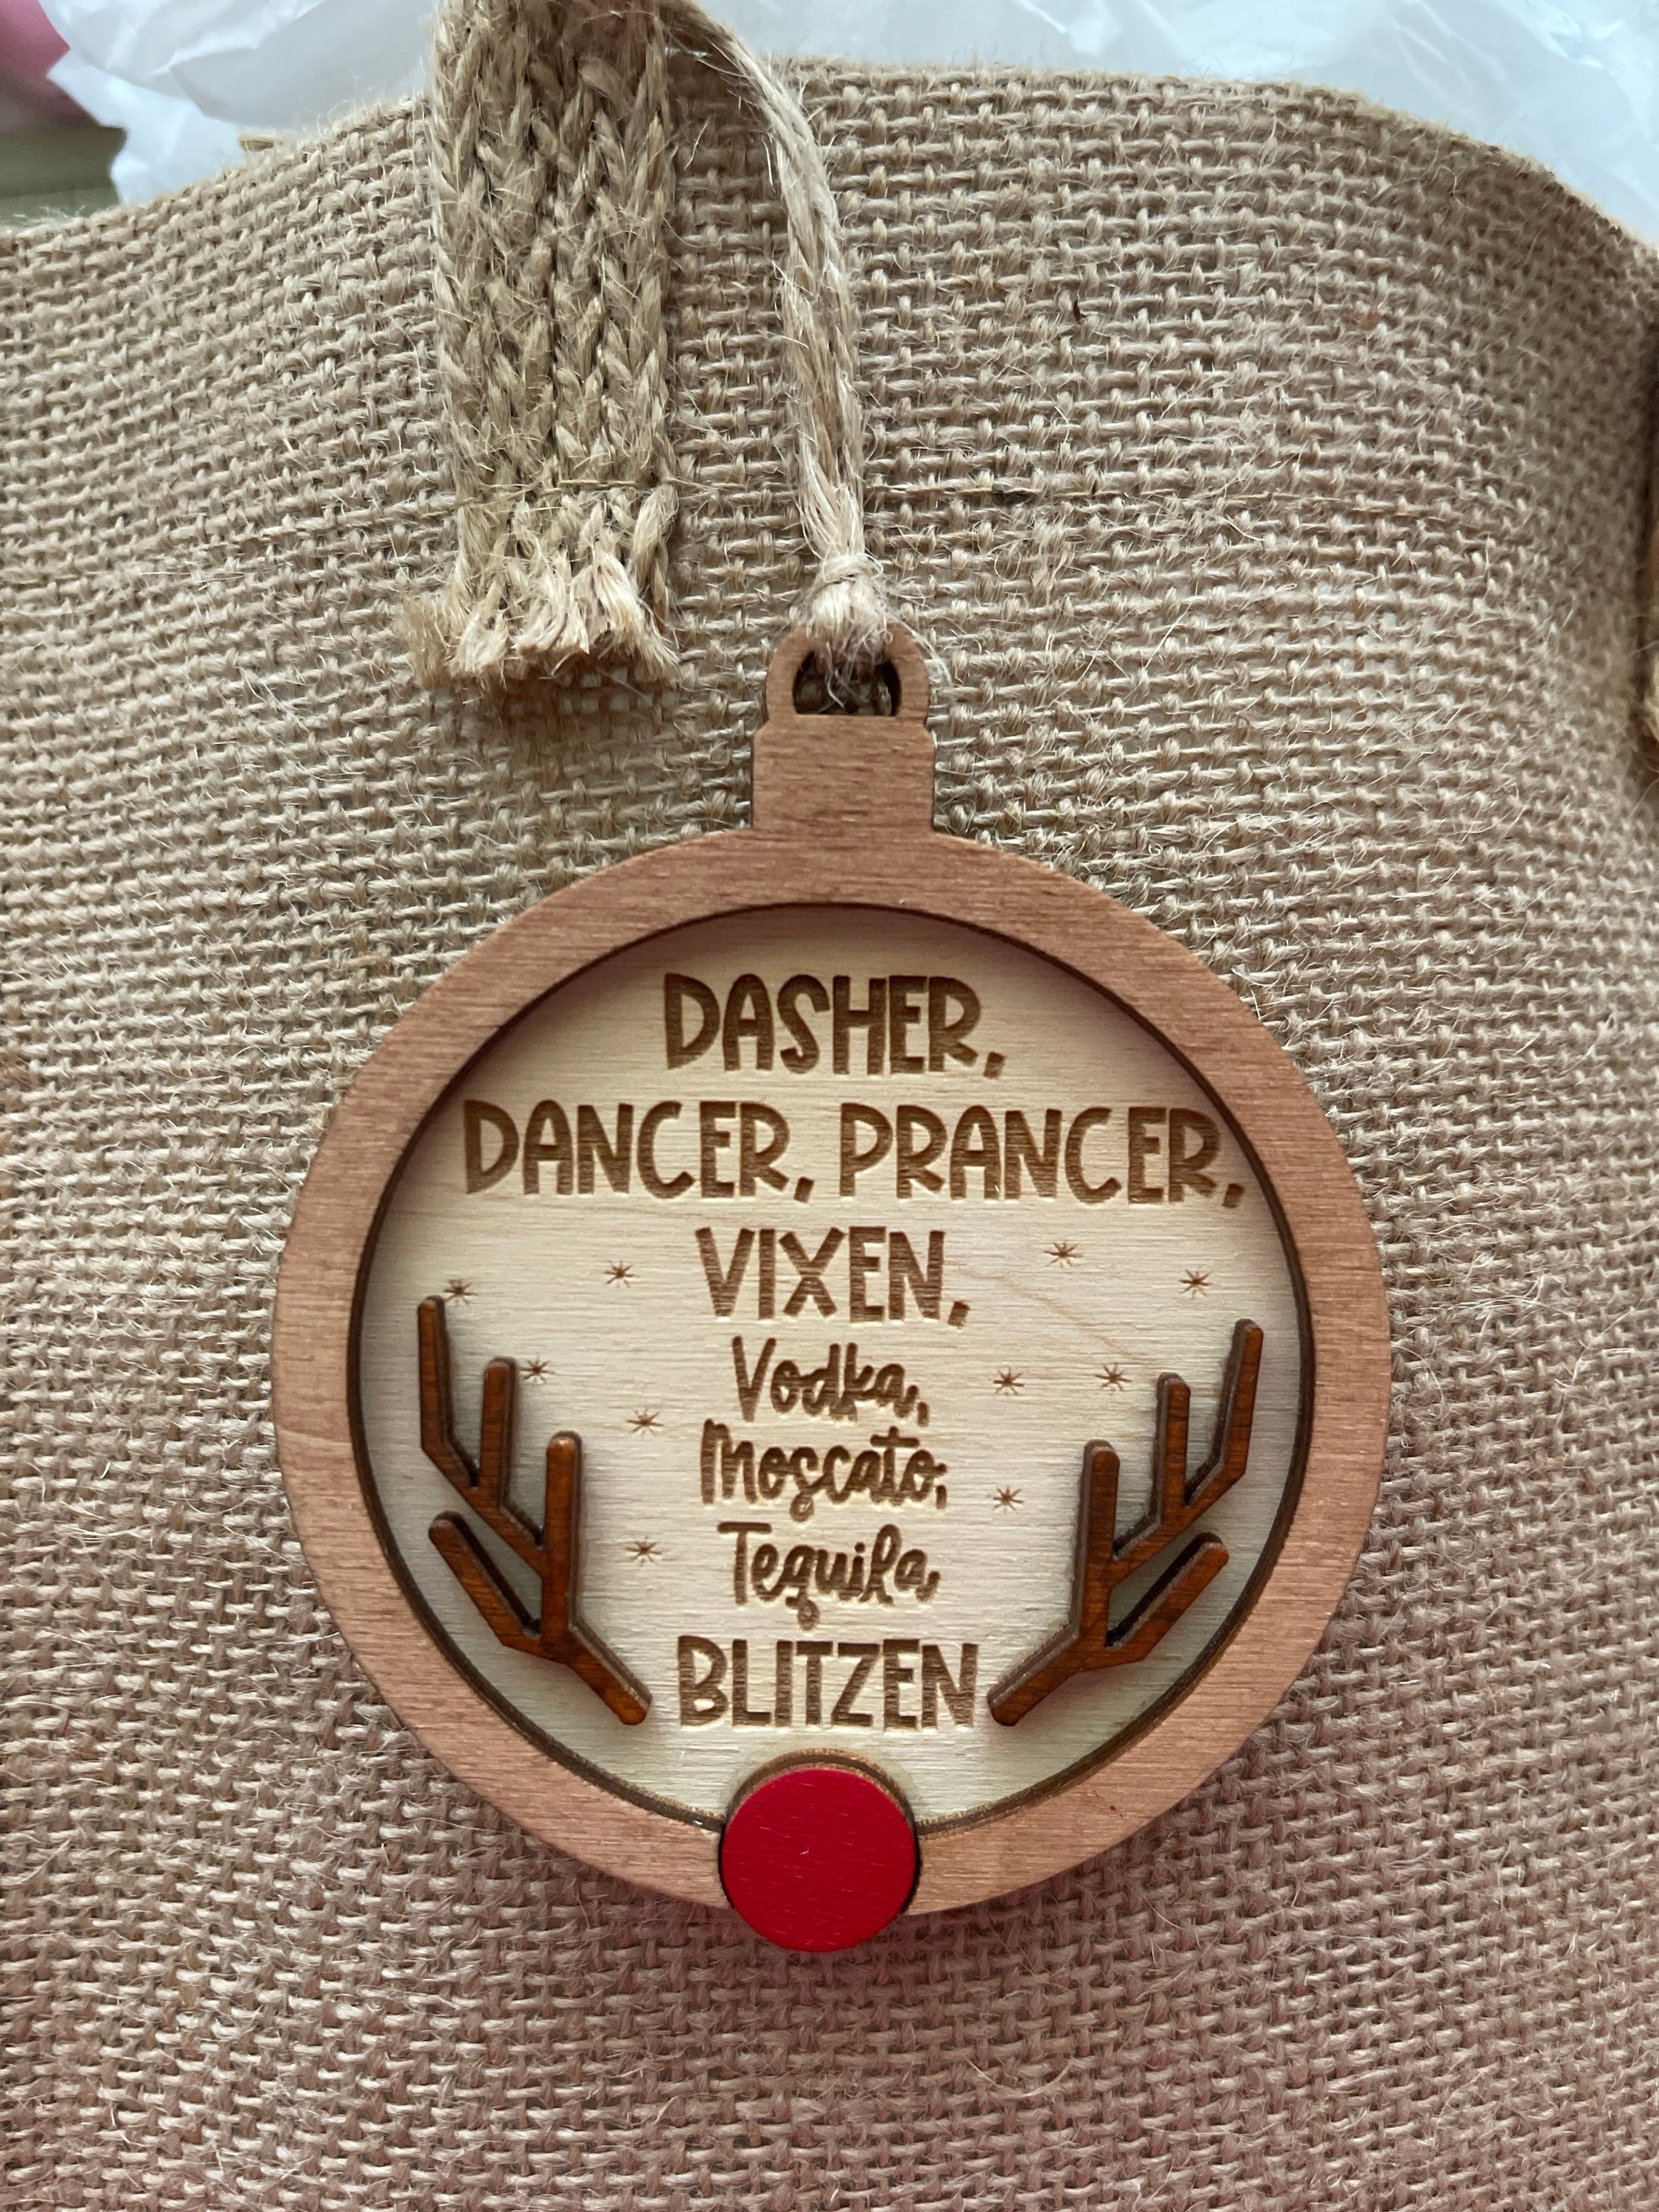 DASHER,
DANCER, PRANCER,
VIXEN,
Vodka,
Moscato,
Tequila,
BLITZEN